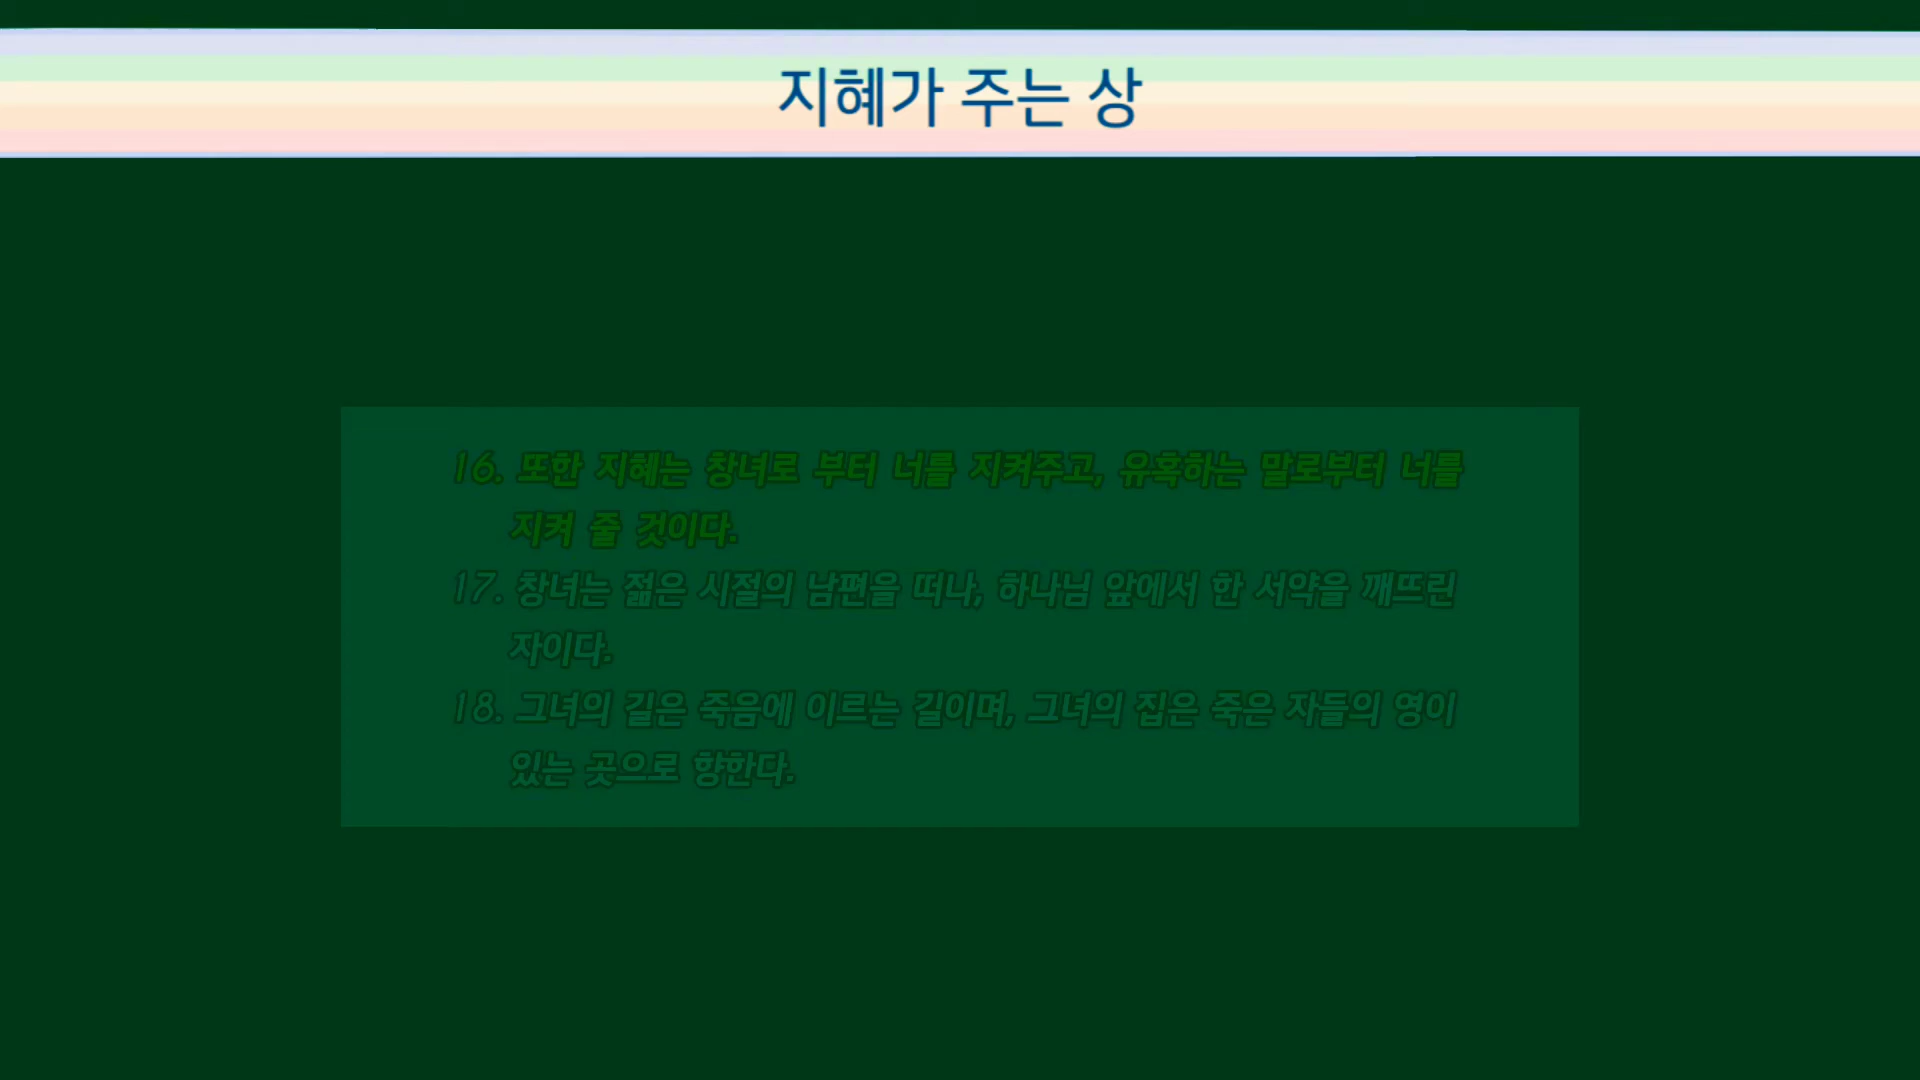 지혜가 주는 상
16. 또한 지혜는 창녀로 부터 너를 지켜주고, 유혹하는 말로부터 너를
지켜 줄 것이다.
17. 창녀는 젊은 시절의 남편을 떠나, 하나님 앞에서 한 서약을 깨뜨린
자이다.
18. 그녀의 길은 죽음에 이르는 길이며, 그녀의 집은 죽은 자들의 영이
있는 곳으로 향한다.